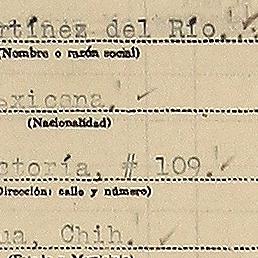 rtínez del Río.
(Nombre o razón social)
exicana.
(Nacionalidad)
ctoría, # 109.
Dirección: calle y número)
ua, Chih.